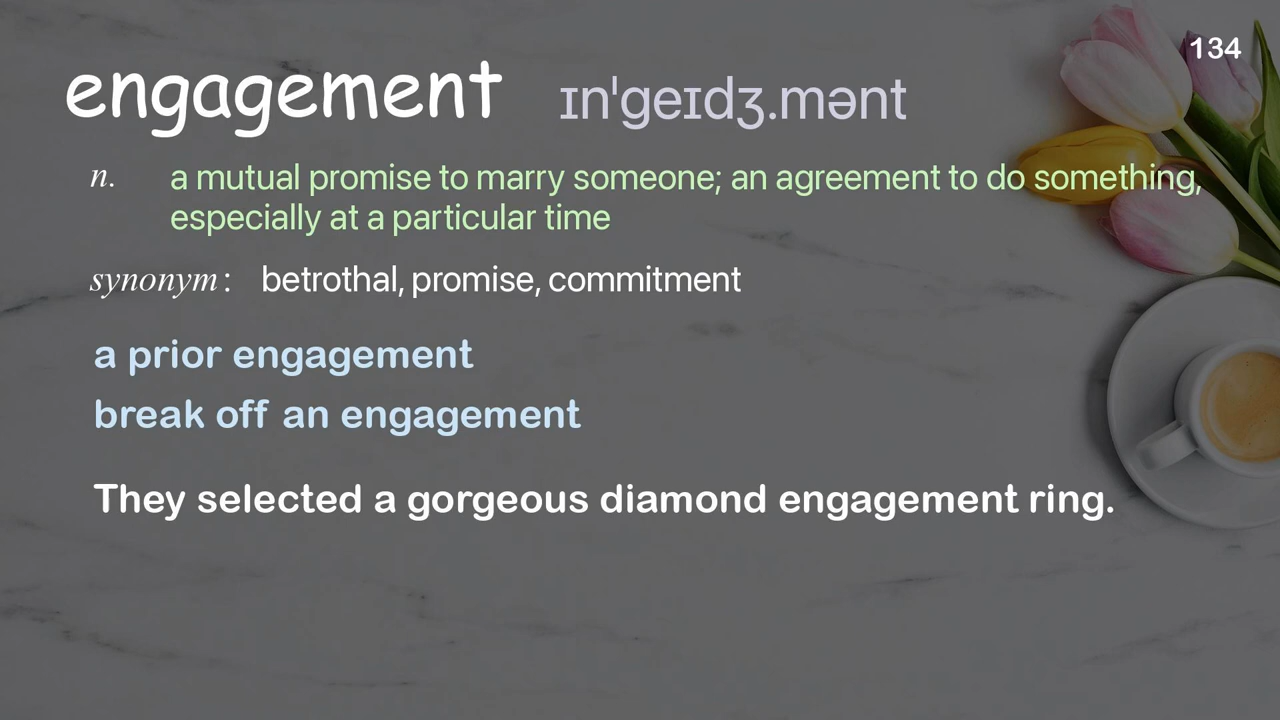 134
engagement ɪnˈgeɪdʒ.mənt
n. a mutual promise to marry someone; an agreement to do something,
especially at a particular time
synonym: betrothal, promise, commitment
a prior engagement
break off an engagement
They selected a gorgeous diamond engagement ring.